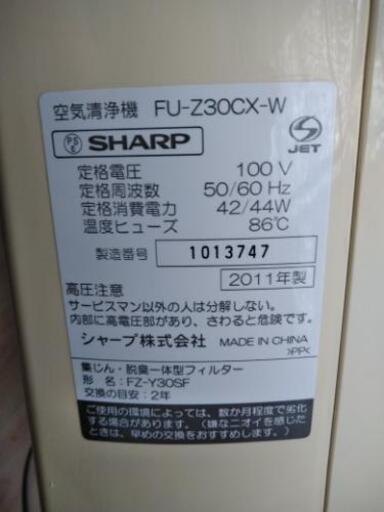 空気清浄機 FU-Z30CX-W
PS E SHARP
JET
定格電圧 100 V
定格周波数 50/60 Hz
定格消費電力 42/44W
温度ヒューズ 86℃
製造番号 1013747
2011年製
高圧注意
サービスマン以外の人は分解しない。
内部に高電圧部があり、さわると危険です。
シャープ株式会社 MADE IN CHINA
>PP<
集じん・脱臭一体型フィルター
形 名：FZ-Y30SF
交換の目安：2年
ご使用の環境によっては、数か月程度で劣化
する場合があります。（嫌なニオイを感じた
ときは、早めの交換をおすすめします）